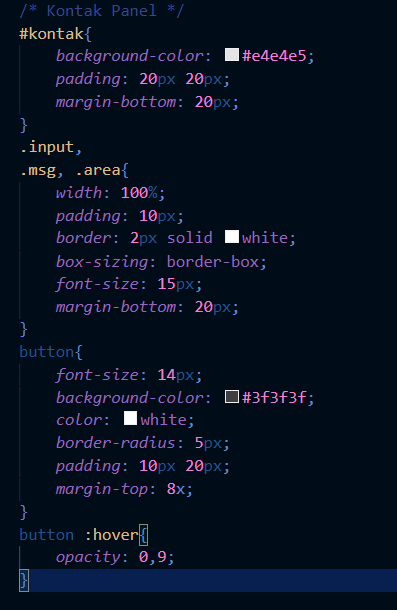 /* Kontak Panel */
#kontak{
background-color: #e4e4e5;
padding: 20px 20px;
margin-bottom: 20px;
}
.input,
.msg, .area{
width: 100%;
padding: 10px;
border: 2px solid white;
box-sizing: border-box;
font-size: 15px;
margin-bottom: 20px;
}
button{
font-size: 14px;
background-color: #3f3f3f;
color: white;
border-radius: 5px;
padding: 10px 20px;
margin-top: 8x;
}
button :hover{
opacity: 0,9;
}